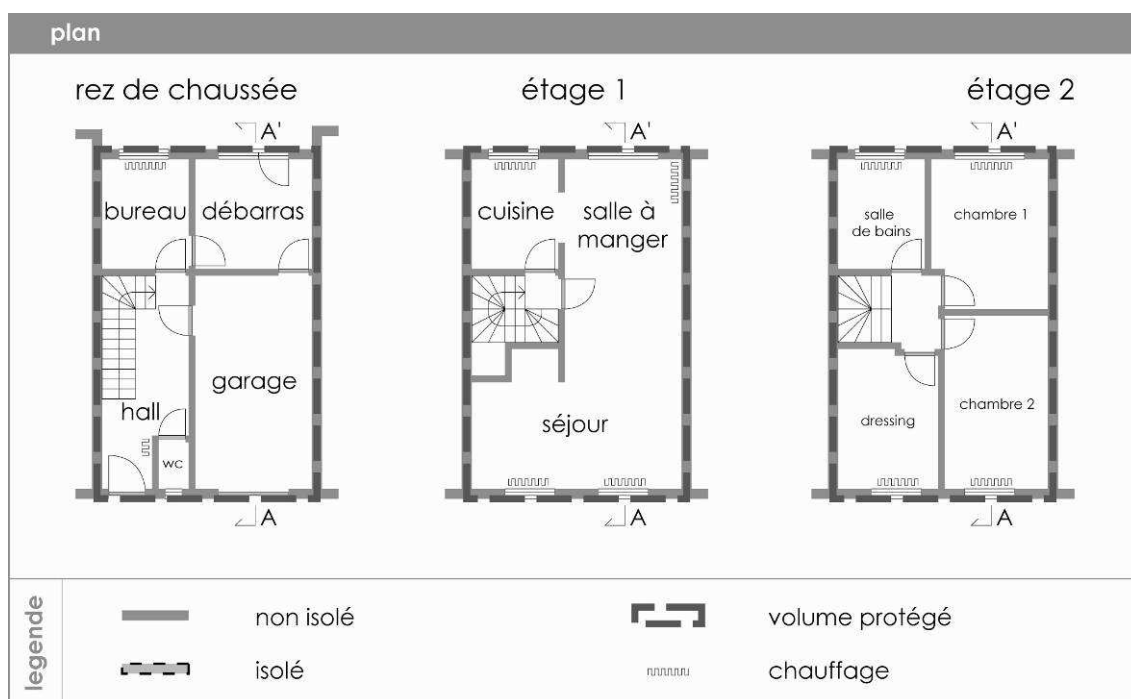 plan
rez de chaussée
étage 1
étage 2
A'
A'
A'
bureau
débarras
cuisine
salle à
manger
salle
de bains
chambre 1
garage
hall
wc
séjour
dressing
chambre 2
A
A
A
legende
non isolé
volume protégé
isolé
chauffage